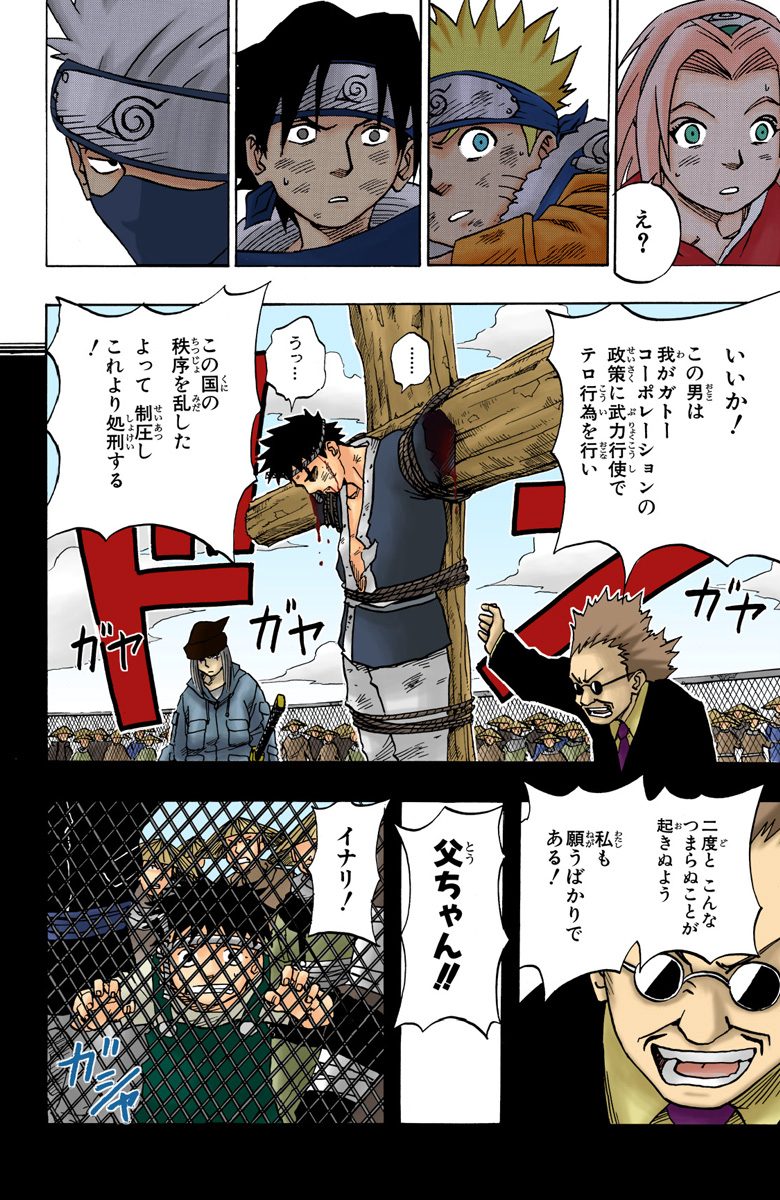 え？
いいか！
この男は
我がガトー
コーポレーションの
政策に武力行使で
テロ行為を行い
……
うっ…
この国の
秩序を乱した
よって 制圧し
これより処刑する
！
ドン
ガヤ
ガヤ
ガヤ
二度と こんな
つまらぬことが
起きぬよう
私も
願うばかりで
ある！
父ちゃん!!
イナリ！
ガシャ